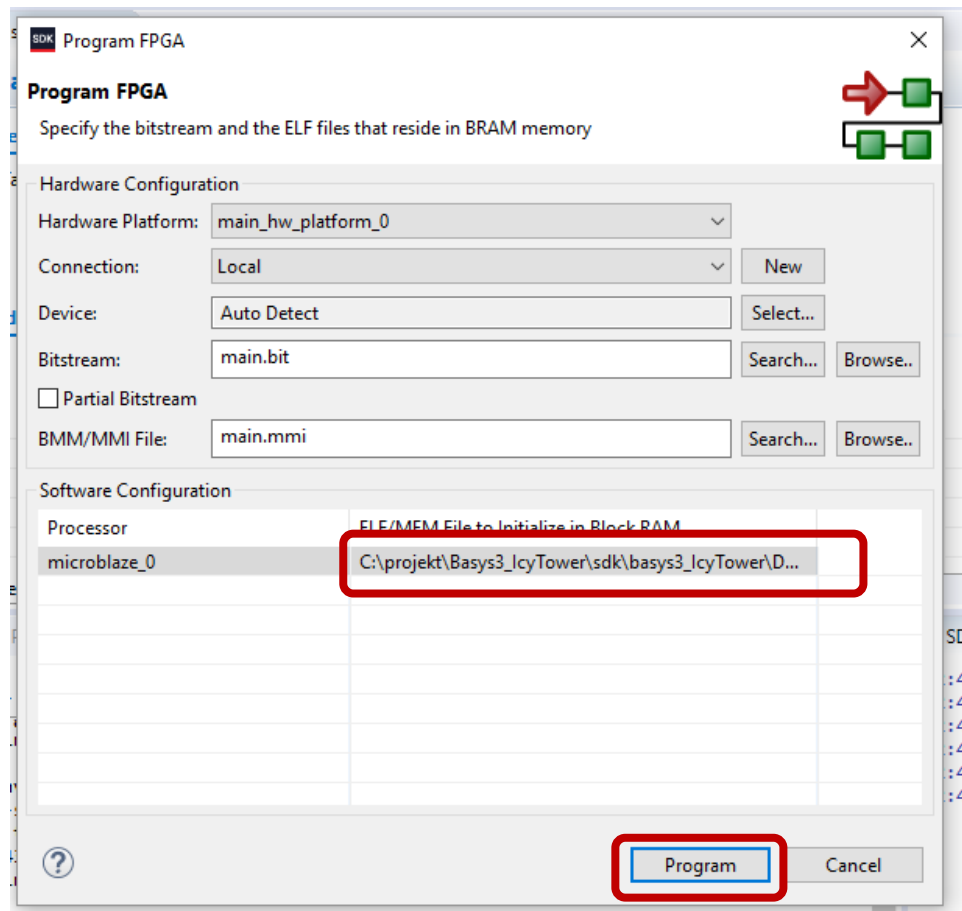 SDK Program FPGA
Program FPGA
Specify the bitstream and the ELF files that reside in BRAM memory
Hardware Configuration
Hardware Platform: main_hw_platform_0
Connection: Local New
Device: Auto Detect Select...
Bitstream: main.bit Search... Browse..
Partial Bitstream
BMM/MMI File: main.mmi Search... Browse..
Software Configuration
Processor ELF/MEM File to Initialize in Block RAM
microblaze_0 C:\projekt\Basys3_IcyTower\sdk\basys3_IcyTower\D...
? Program Cancel